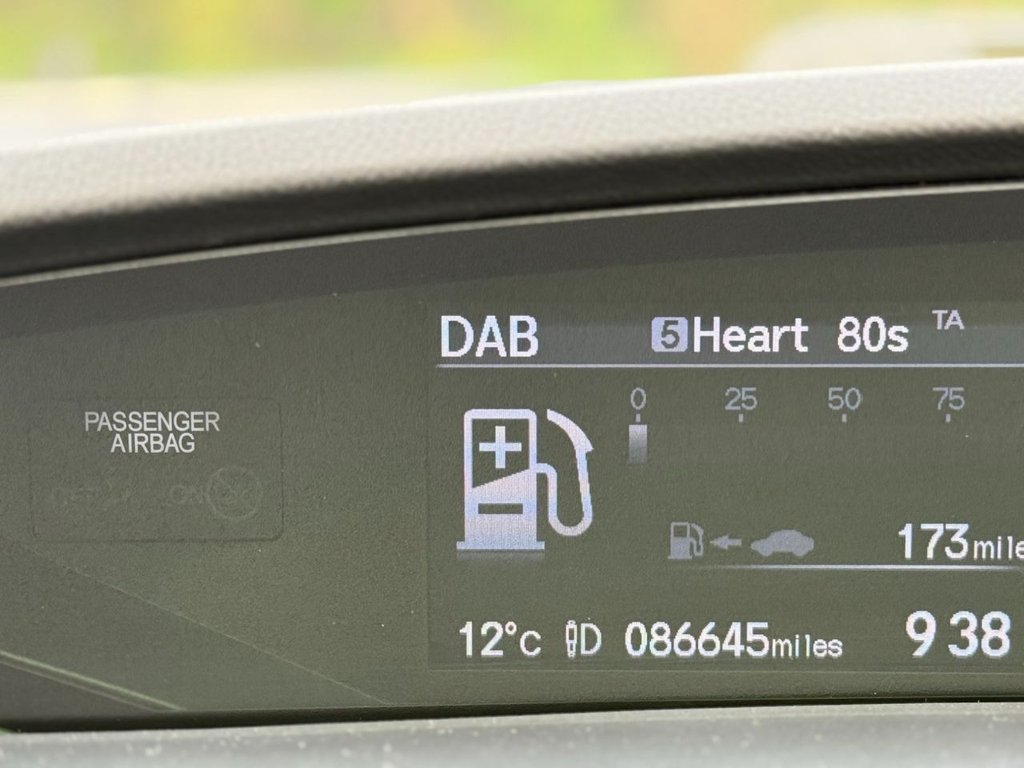 DAB 5 Heart 80s TA
0 25 50 75
PASSENGER
AIRBAG
173 mile
12°C D 086645 miles 9 38